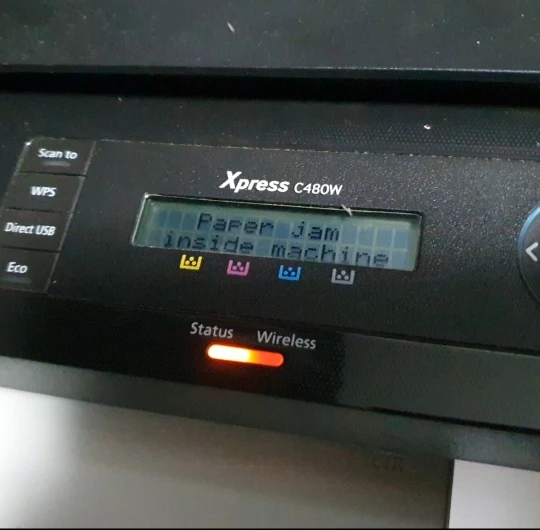 Scan to
WPS
Direct USB
Eco
Xpress C480W
Paper jam
inside machine
Status Wireless